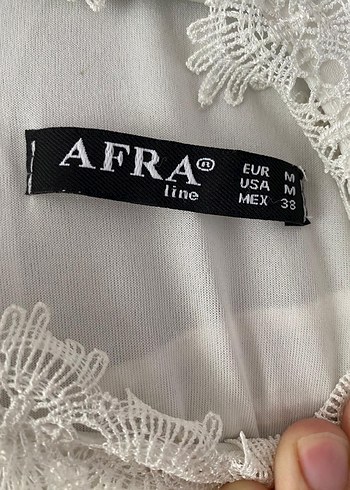 AFRA®
line
EUR M
USA M
MEX 38